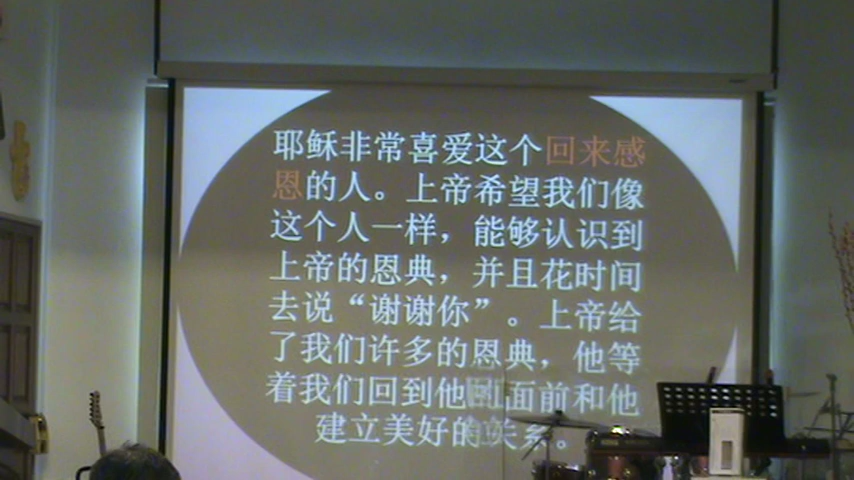 耶稣非常喜爱这个回来感
恩的人。上帝希望我们像
这个人一样，能够认识到
上帝的恩典，并且花时间
去说“谢谢你”。上帝给
了我们许多的恩典，他等
着我们回到他的面前和他
建立美好的关系。